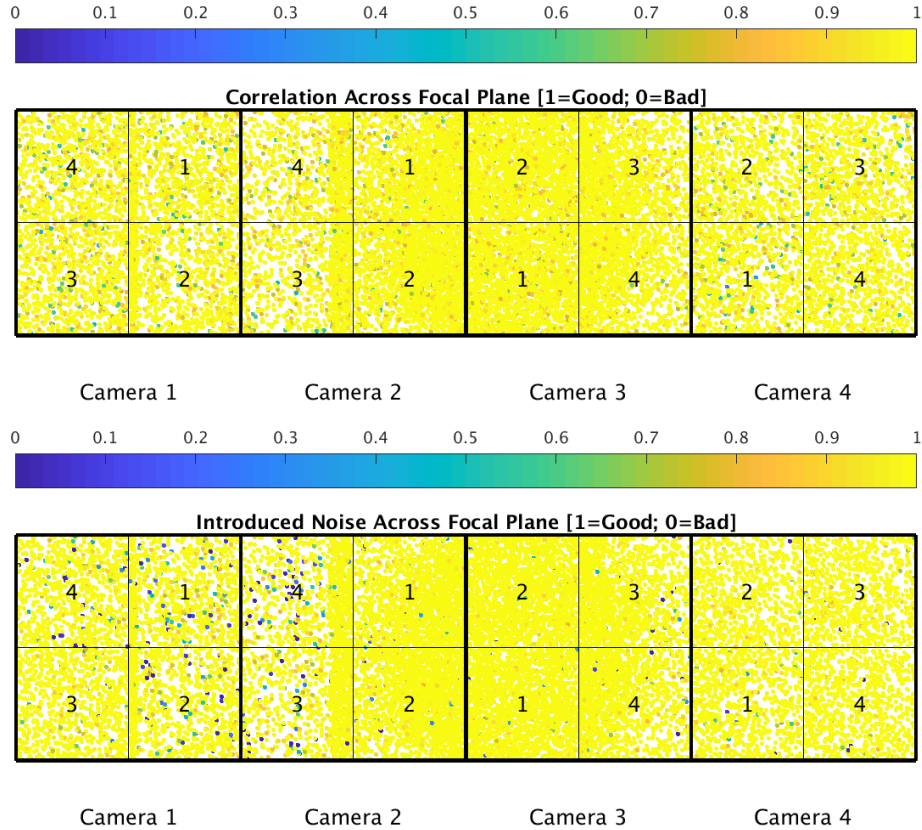 0 0.1 0.2 0.3 0.4 0.5 0.6 0.7 0.8 0.9 1
Correlation Across Focal Plane [1=Good; 0=Bad]
4 1 4 1 2 3 2 3
3 2 3 2 1 4 1 4
Camera 1 Camera 2 Camera 3 Camera 4
0 0.1 0.2 0.3 0.4 0.5 0.6 0.7 0.8 0.9 1
Introduced Noise Across Focal Plane [1=Good; 0=Bad]
4 1 4 1 2 3 2 3
3 2 3 2 1 4 1 4
Camera 1 Camera 2 Camera 3 Camera 4